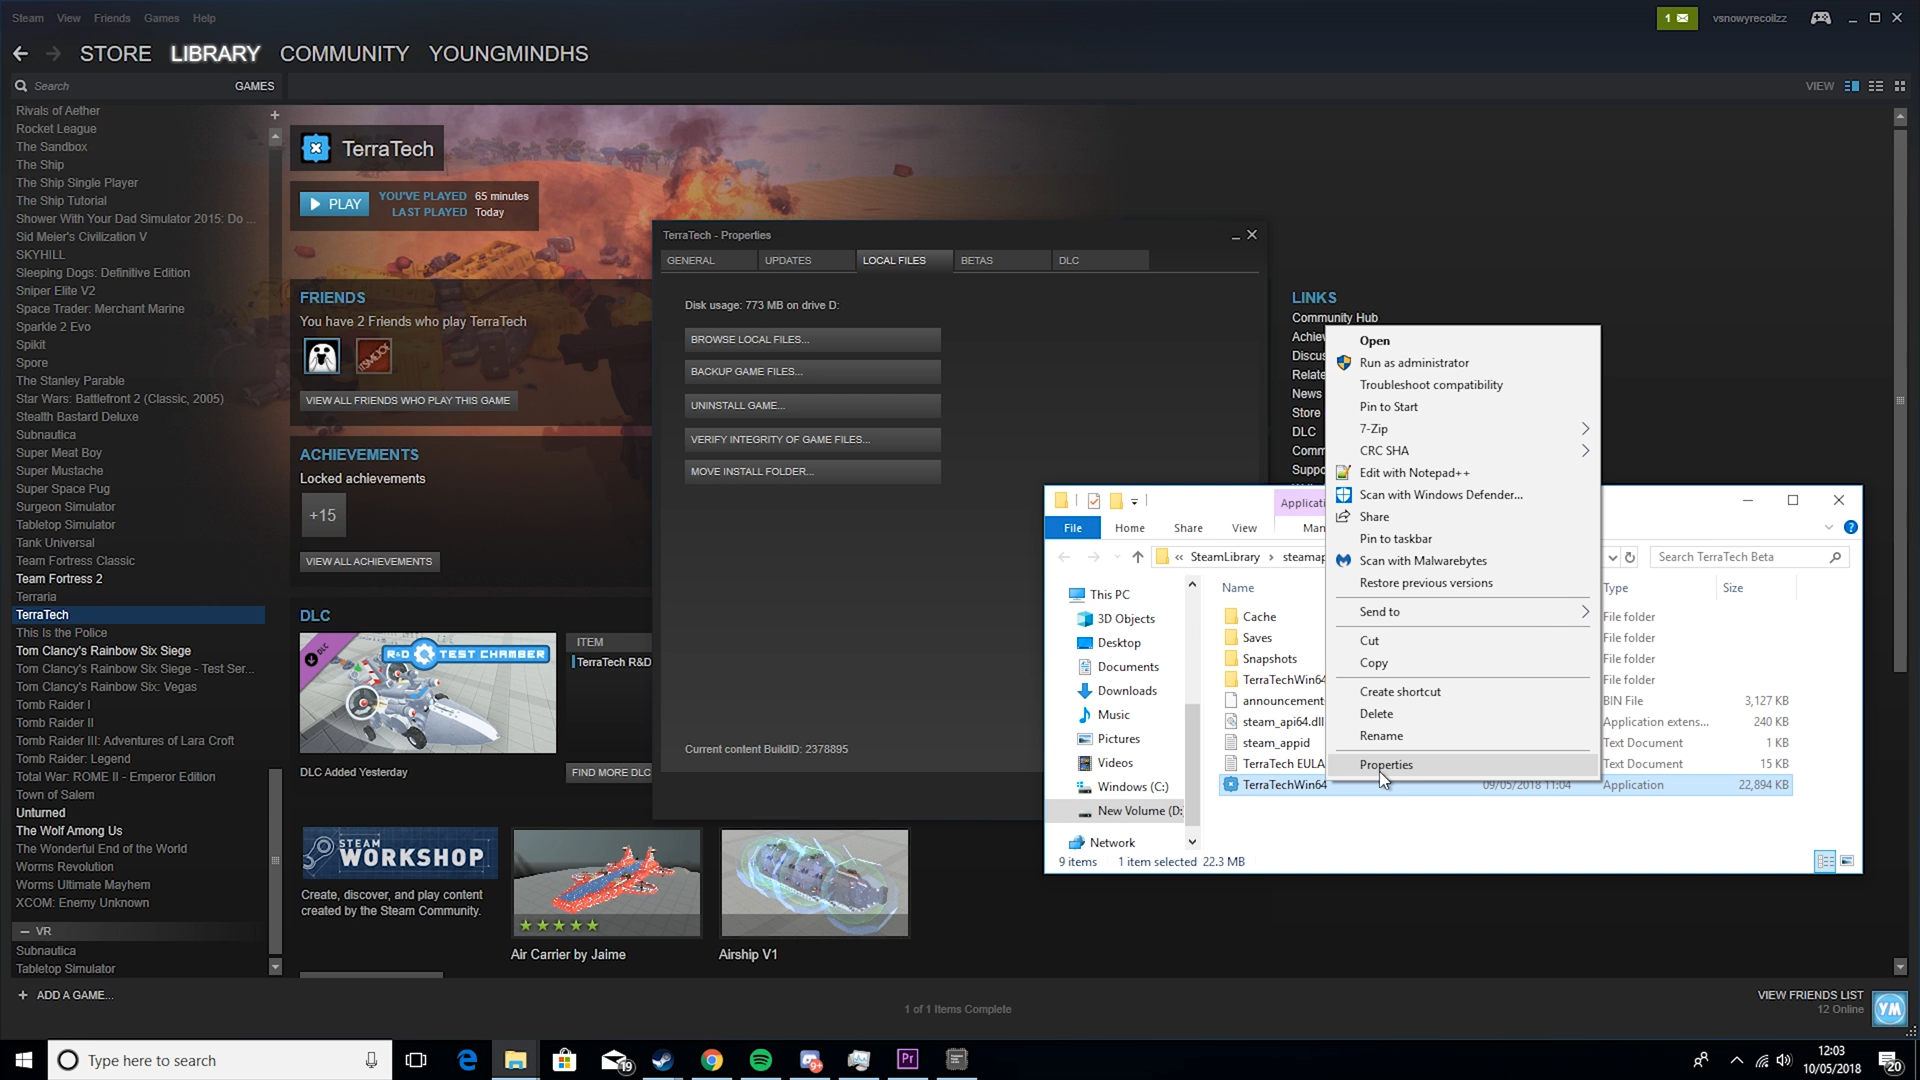 Steam View Friends Games Help
1
vsnowyrecoilzz
STORE LIBRARY COMMUNITY YOUNGMINDHS
Search
GAMES
VIEW
Rivals of Aether
Rocket League
The Sandbox
The Ship
The Ship Single Player
The Ship Tutorial
Shower With Your Dad Simulator 2015: Do ...
Sid Meier's Civilization V
SKYHILL
Sleeping Dogs: Definitive Edition
Sniper Elite V2
Space Trader: Merchant Marine
Sparkle 2 Evo
Spikit
Spore
The Stanley Parable
Star Wars: Battlefront 2 (Classic, 2005)
Stealth Bastard Deluxe
Subnautica
Super Meat Boy
Super Mustache
Super Space Pug
Surgeon Simulator
Tabletop Simulator
Tank Universal
Team Fortress Classic
Team Fortress 2
Terraria
TerraTech
This Is the Police
Tom Clancy's Rainbow Six Siege
Tom Clancy's Rainbow Six Siege - Test Ser...
Tom Clancy's Rainbow Six: Vegas
Tomb Raider I
Tomb Raider II
Tomb Raider III: Adventures of Lara Croft
Tomb Raider: Legend
Total War: ROME II - Emperor Edition
Town of Salem
Unturned
The Wolf Among Us
The Wonderful End of the World
Worms Revolution
Worms Ultimate Mayhem
XCOM: Enemy Unknown
VR
Subnautica
Tabletop Simulator
ADD A GAME...
TerraTech
PLAY
YOU'VE PLAYED 65 minutes
LAST PLAYED Today
FRIENDS
You have 2 Friends who play TerraTech
VIEW ALL FRIENDS WHO PLAY THIS GAME
ACHIEVEMENTS
Locked achievements
+15
VIEW ALL ACHIEVEMENTS
DLC
DLC
R&D TEST CHAMBER
DLC Added Yesterday
ITEM
TerraTech R&D
FIND MORE DLC
STEAM
WORKSHOP
Create, discover, and play content
created by the Steam Community.
Air Carrier by Jaime
Airship V1
1 of 1 Items Complete
TerraTech - Properties
GENERAL UPDATES LOCAL FILES BETAS DLC
Disk usage: 773 MB on drive D:
BROWSE LOCAL FILES...
BACKUP GAME FILES...
UNINSTALL GAME...
VERIFY INTEGRITY OF GAME FILES...
MOVE INSTALL FOLDER...
Current content BuildID: 2378895
LINKS
Community Hub
Achie
Discus
Relate
News
Store
DLC
Comm
Suppo
Open
Run as administrator
Troubleshoot compatibility
Pin to Start
7-Zip
CRC SHA
Edit with Notepad++
Scan with Windows Defender...
Share
Pin to taskbar
Scan with Malwarebytes
Restore previous versions
Send to
Cut
Copy
Create shortcut
Delete
Rename
Properties
Applicati
File Home Share View Man
« SteamLibrary steamap
Search TerraTech Beta
This PC
3D Objects
Desktop
Documents
Downloads
Music
Pictures
Videos
Windows (C:)
New Volume (D:
Network
Name Type Size
Cache File folder
Saves File folder
Snapshots File folder
TerraTechWin64 File folder
announcement BIN File 3,127 KB
steam_api64.dll Application extens... 240 KB
steam_appid Text Document 1 KB
TerraTech EULA Text Document 15 KB
TerraTechWin64 09/05/2018 11:04 Application 22,894 KB
9 items 1 item selected 22.3 MB
VIEW FRIENDS LIST
12 Online
YM
Type here to search
19
9+
Pr
12:03
10/05/2018
20